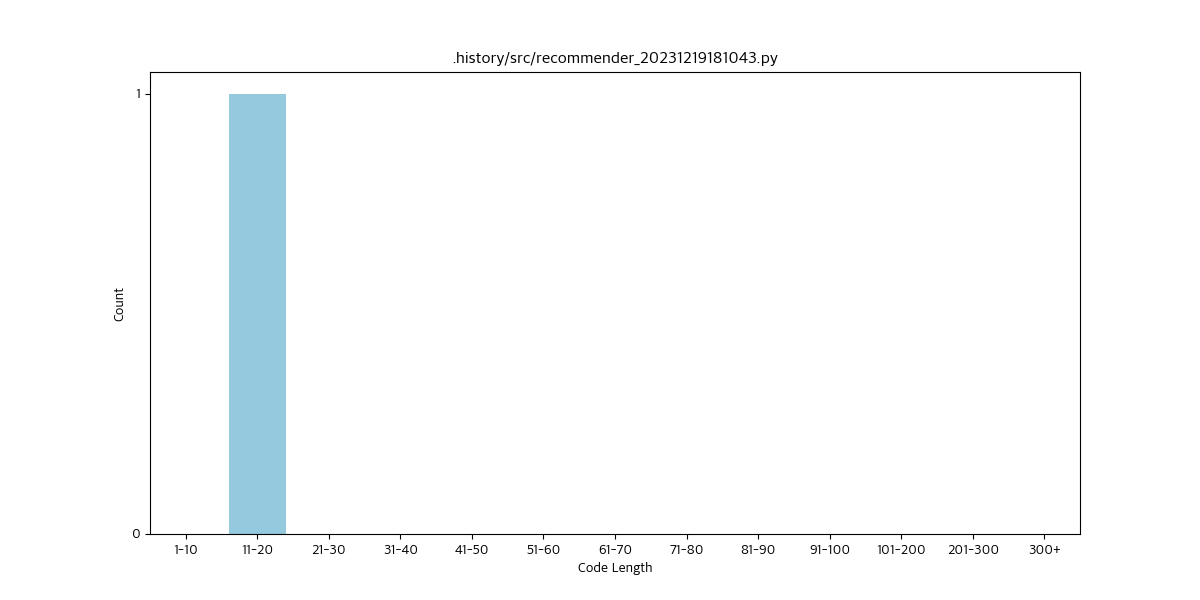 .history/src/recommender_20231219181043.py
1
Count
0
1-10 11-20 21-30 31-40 41-50 51-60 61-70 71-80 81-90 91-100 101-200 201-300 300+
Code Length